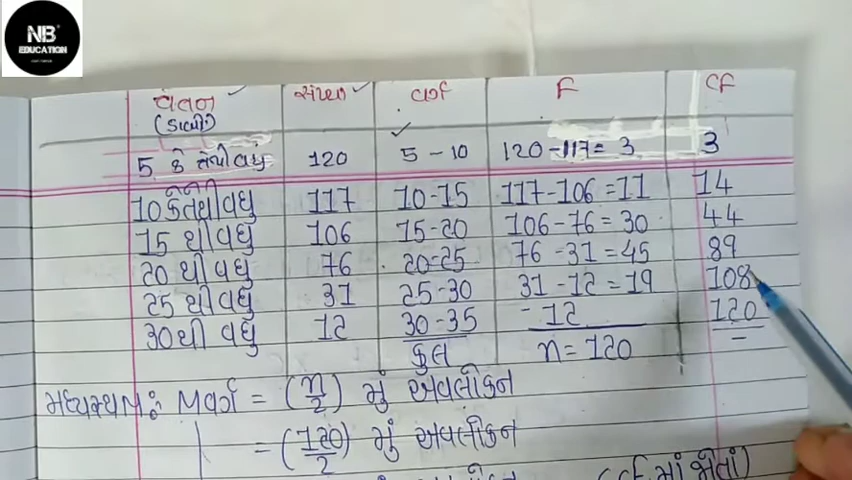 NB
EDUCATION
વેતન સંખ્યા વર્ગ F CF
(ડાબી)
5 કે તેથી વધુ 120 5 - 10 120 -117= 3 3
10 કે તેથી વધુ 117 10-15 117-106 =11 14
15 થી વધુ 106 15-20 106-76 = 30 44
20 થી વધુ 76 20-25 76 -31 =45 89
25 થી વધુ 31 25-30 31 -12 =19 108
30 થી વધુ 12 30-35 - 12 120
કુલ n= 120
મધ્યસ્થ M: M વર્ગ = (n/2) મું અવલોકન
= (120/2) મું અવલોકન
(CF માં જોતાં)